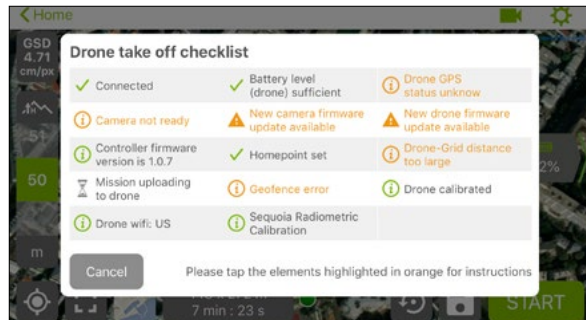 Home
GSD
4.71
cm/px
Drone take off checklist
Connected
Battery level
(drone) sufficient
Drone GPS
status unknow
Camera not ready
New camera firmware
update available
New drone firmware
update available
Controller firmware
version is 1.0.7
Homepoint set
Drone-Grid distance
too large
Mission uploading
to drone
Geofence error
Drone calibrated
Drone wifi: US
Sequoia Radiometric
Calibration
51
50
m
2%
Cancel
Please tap the elements highlighted in orange for instructions
7 min : 23 s
START